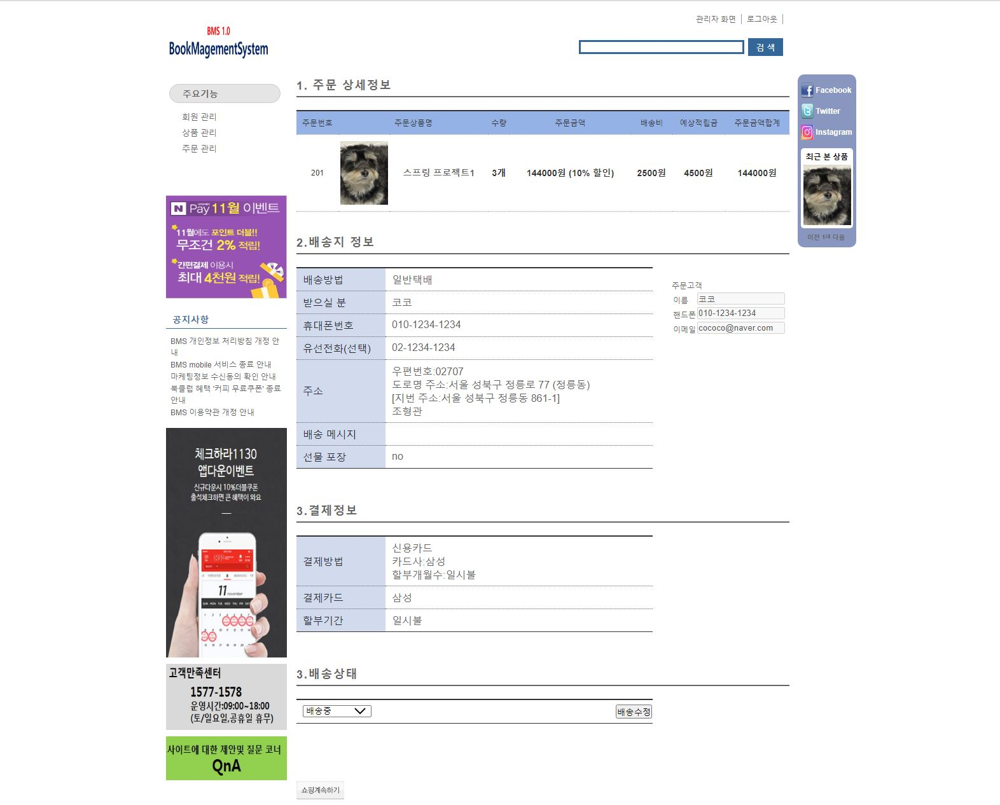 관리자 화면
로그아웃
BMS 1.0
BookMagementSystem
검 색
주요기능
회원 관리
상품 관리
주문 관리
N Pay 11월 이벤트
11월에도 포인트 더블!!
무조건 2% 적립!
간편결제 이용시
최대 4천원 적립!
공지사항
BMS 개인정보 처리방침 개정 안
내
BMS mobile 서비스 종료 안내
마케팅정보 수신동의 확인 안내
북클럽 혜택 '커피 무료쿠폰' 종료
안내
BMS 이용약관 개정 안내
체크하라1130
앱다운이벤트
신규다운시 10%더블쿠폰
출석체크하면 큰 혜택이 와요
11 november
SUN MON TUE WED THU FRI SAT
고객만족센터
1577-1578
운영시간:09:00~18:00
(토/일요일,공휴일 휴무)
사이트에 대한 제안및 질문 코너
QnA
1. 주문 상세정보
주문번호 주문상품명 수량 주문금액 배송비 예상적립금 주문금액합계
201 스프링 프로젝트1 3개 144000원 (10% 할인) 2500원 4500원 144000원
2.배송지 정보
배송방법 일반택배
받으실 분 코코
휴대폰번호 010-1234-1234
유선전화(선택) 02-1234-1234
주소 우편번호:02707
도로명 주소:서울 성북구 정릉로 77 (정릉동)
[지번 주소:서울 성북구 정릉동 861-1]
조형관
배송 메시지
선물 포장 no
주문고객
이름 코코
핸드폰 010-1234-1234
이메일 cococo@naver.com
3.결제정보
결제방법 신용카드
카드사:삼성
할부개월수:일시불
결제카드 삼성
할부기간 일시불
3.배송상태
배송중 배송수정
쇼핑계속하기
Facebook
Twitter
Instagram
최근 본 상품
이전 1/4 다음